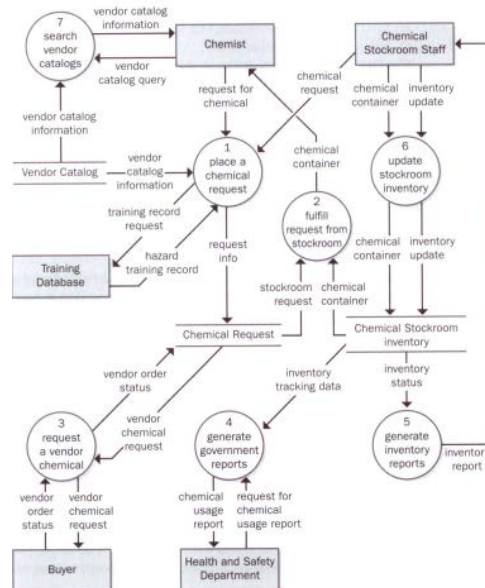 7
search
vendor
catalogs
vendor catalog
information
vendor
catalog query
Chemist
Chemical
Stockroom Staff
request for
chemical
chemical
request
chemical
container
inventory
update
vendor catalog
information
1
place a
chemical
request
chemical
container
6
update
stockroom
inventory
Vendor Catalog
vendor
catalog
information
2
fulfill
request from
stockroom
training record
request
hazard
training record
request
info
chemical
container
inventory
update
Training
Database
stockroom
request
chemical
container
Chemical Request
Chemical Stockroom
inventory
vendor order
status
vendor
chemical
request
inventory
tracking data
inventory
status
3
request
a vendor
chemical
4
generate
government
reports
5
generate
inventory
reports
inventory
report
vendor
order
status
vendor
chemical
request
chemical
usage
report
request for
chemical
usage report
Buyer
Health and Safety
Department